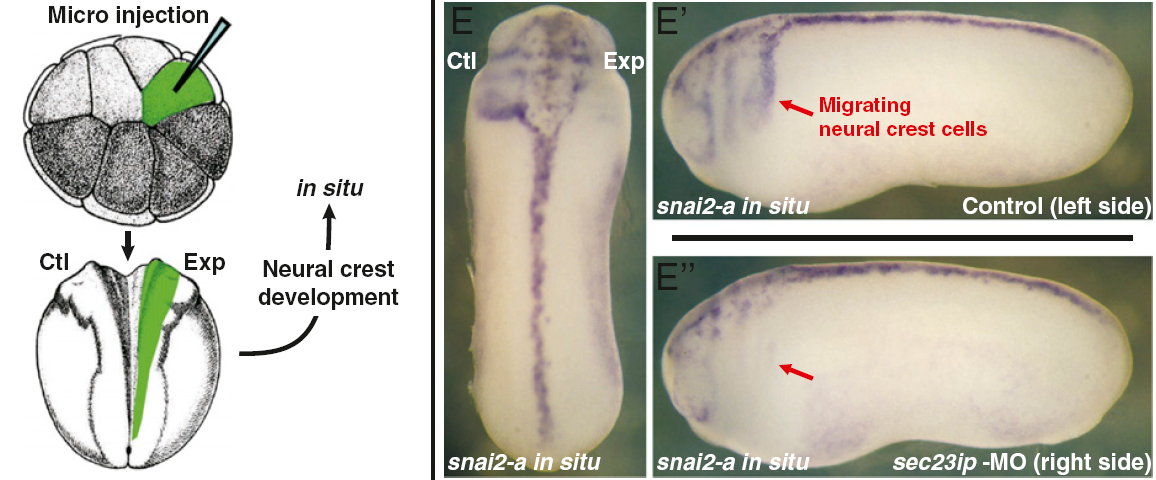 Micro injection
in situ
Ctl
Exp
Neural crest
development
E
Ctl
Exp
snai2-a in situ
E’
Migrating
neural crest cells
snai2-a in situ
Control (left side)
E’’
snai2-a in situ
sec23ip -MO (right side)